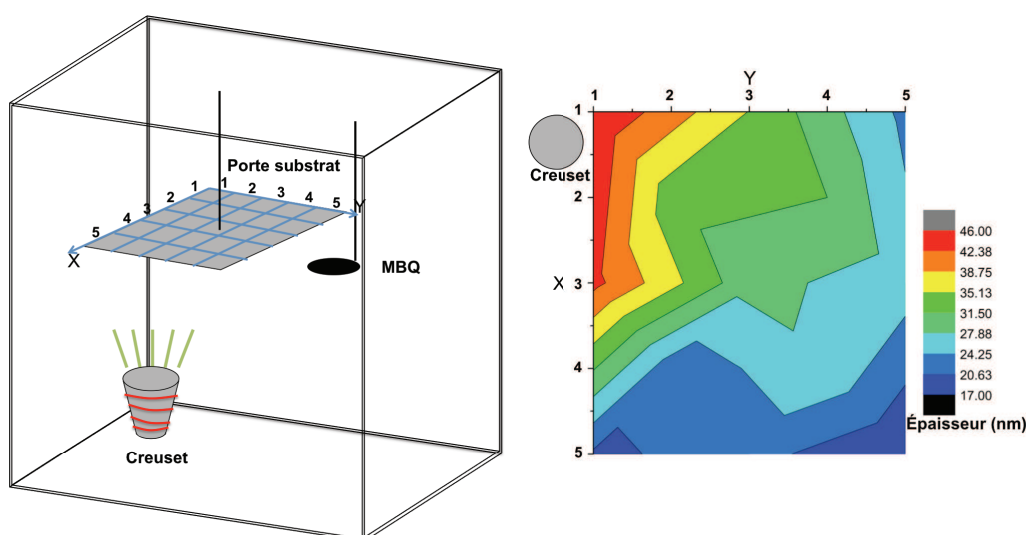 Porte substrat
1 1 2 3 4 5 Y
2
3
4
5
X
MBQ
Creuset
Y
1 2 3 4 5
1
Creuset
2
X 3
4
5
46.00
42.38
38.75
35.13
31.50
27.88
24.25
20.63
17.00
Épaisseur (nm)